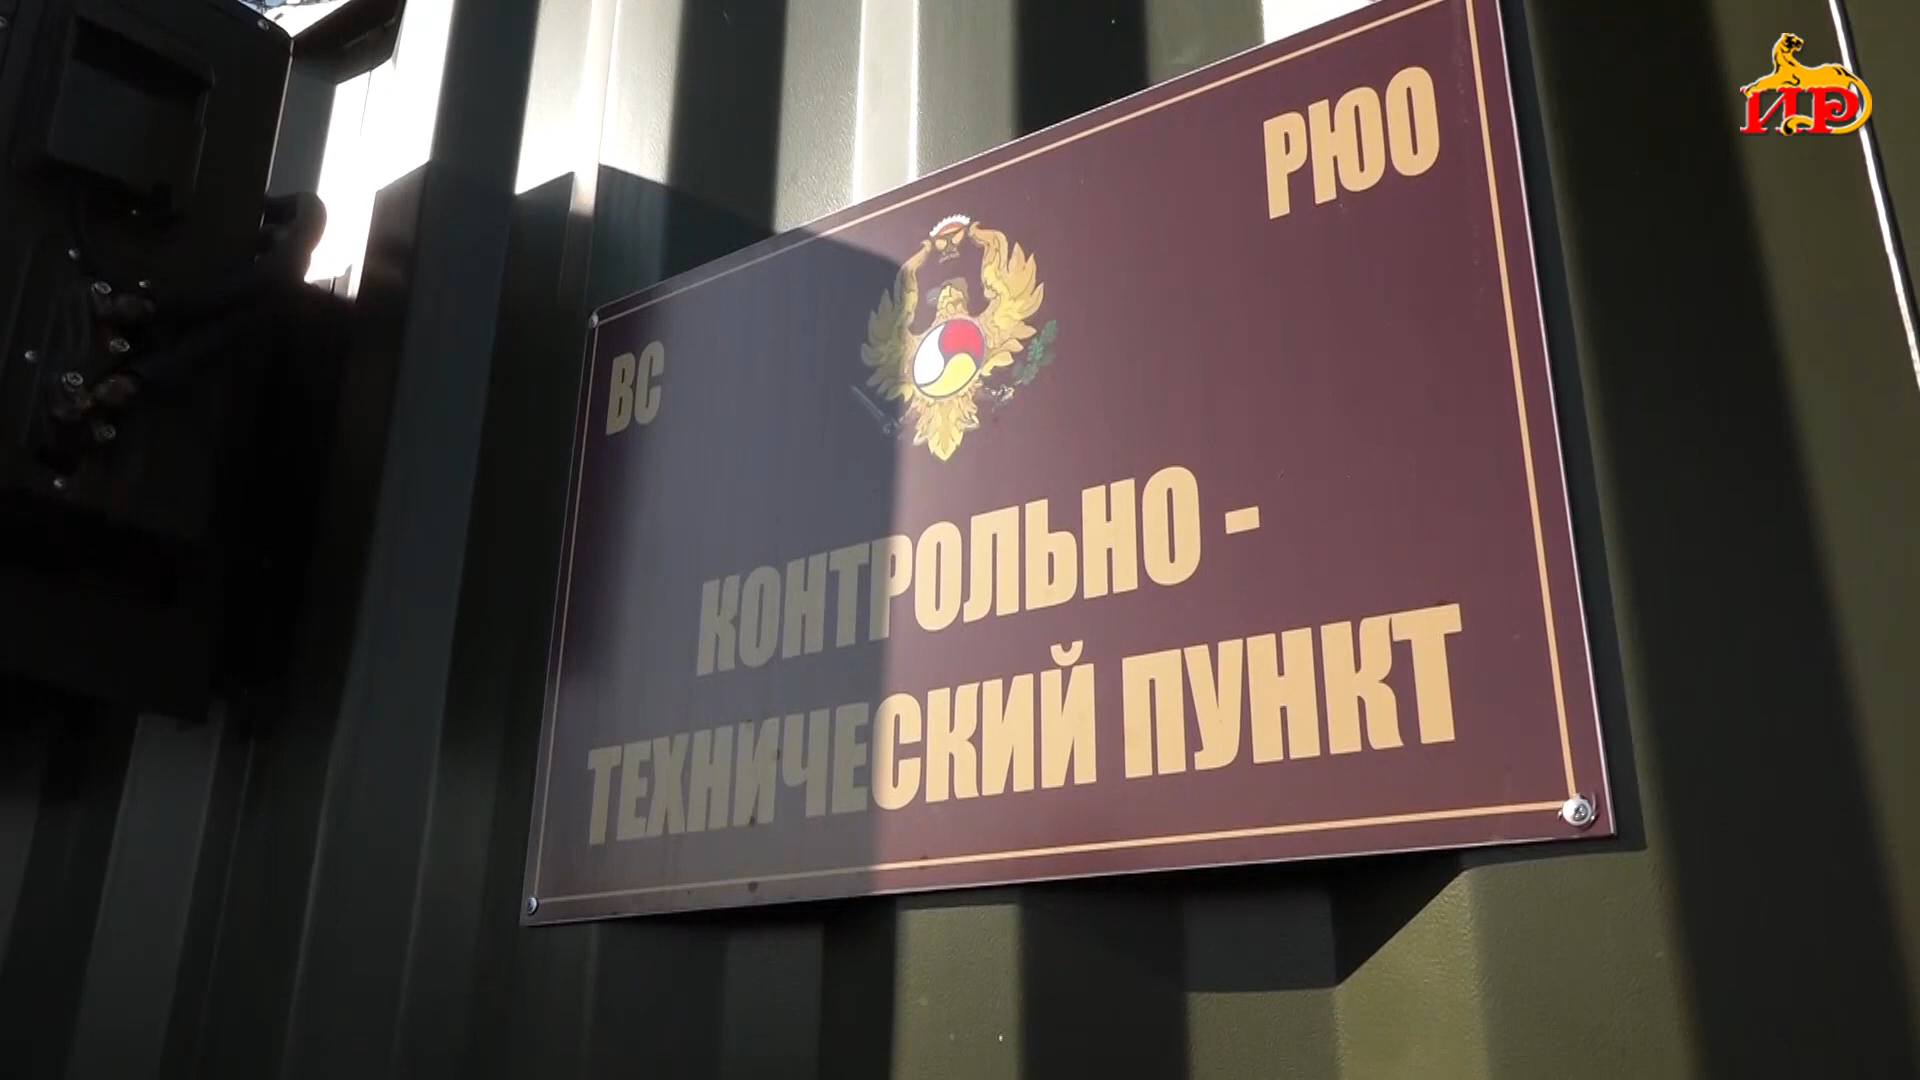 ИР
ВС РЮО
КОНТРОЛЬНО -
ТЕХНИЧЕСКИЙ ПУНКТ